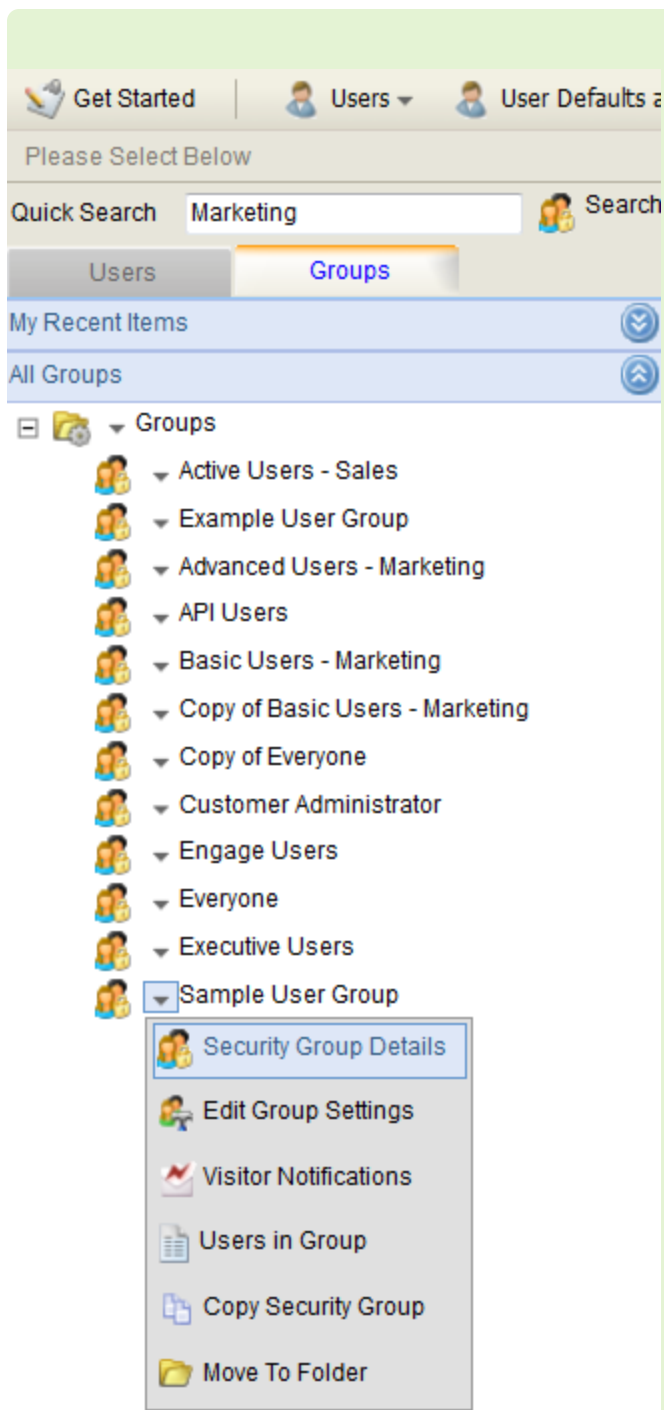 Get Started Users User Defaults a
Please Select Below
Quick Search Marketing Search
Users Groups
My Recent Items
All Groups
Groups
Active Users - Sales
Example User Group
Advanced Users - Marketing
API Users
Basic Users - Marketing
Copy of Basic Users - Marketing
Copy of Everyone
Customer Administrator
Engage Users
Everyone
Executive Users
Sample User Group
Security Group Details
Edit Group Settings
Visitor Notifications
Users in Group
Copy Security Group
Move To Folder